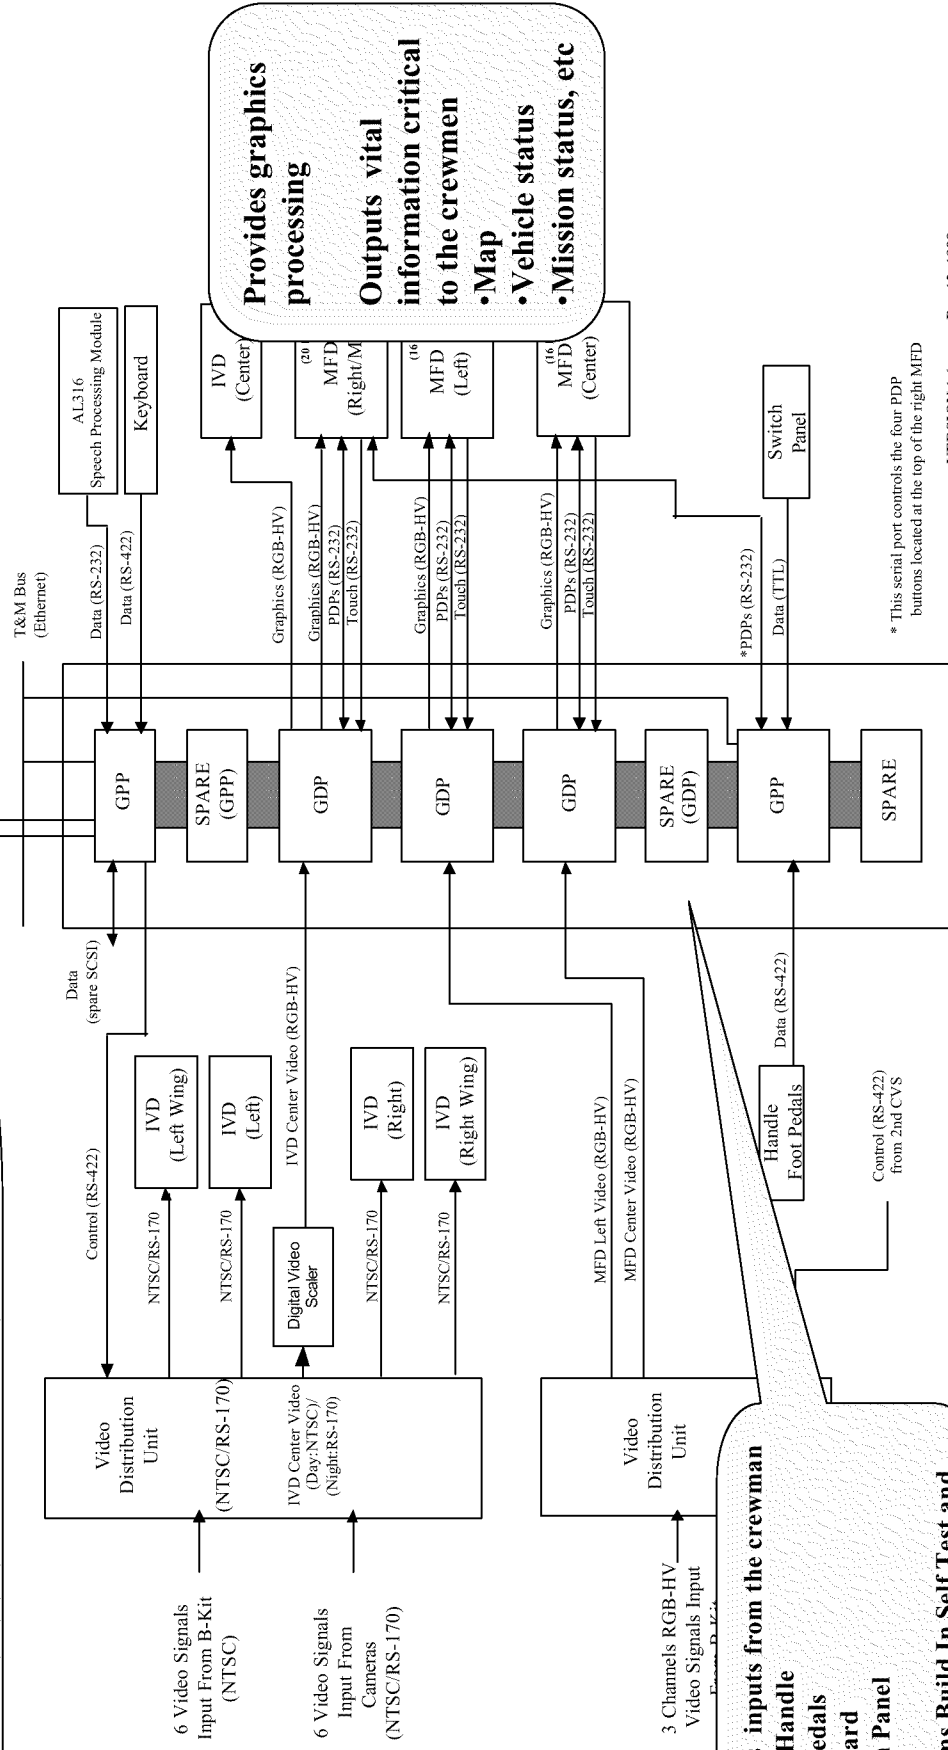 Provides graphics
processing
Outputs vital
information critical
to the crewmen
•Map
•Vehicle status
•Mission status, etc
T&M Bus
(Ethernet)
AL316
Speech Processing Module
Keyboard
Data (RS-232)
Data (RS-422)
IVD
(Center)
(20
MFD
(Right/M
(16
MFD
(Left)
(16
MFD
(Center)
Switch
Panel
Graphics (RGB-HV)
Graphics (RGB-HV)
PDPs (RS-232)
Touch (RS-232)
Graphics (RGB-HV)
PDPs (RS-232)
Touch (RS-232)
Graphics (RGB-HV)
PDPs (RS-232)
Touch (RS-232)
*PDPs (RS-232)
Data (TTL)
* This serial port controls the four PDP
buttons located at the top of the right MFD
GPP
SPARE
(GPP)
GDP
GDP
GDP
SPARE
(GDP)
GPP
SPARE
Data
(spare SCSI)
Control (RS-422)
IVD
(Left Wing)
IVD
(Left)
IVD Center Video (RGB-HV)
IVD
(Right)
IVD
(Right Wing)
NTSC/RS-170
NTSC/RS-170
Digital Video
Scaler
NTSC/RS-170
NTSC/RS-170
MFD Left Video (RGB-HV)
MFD Center Video (RGB-HV)
Data (RS-422)
Handle
Foot Pedals
Control (RS-422)
from 2nd CVS
Video
Distribution
Unit
(NTSC/RS-170)
IVD Center Video
(Day:NTSC)/
(Night:RS-170)
Video
Distribution
Unit
6 Video Signals
Input From B-Kit
(NTSC)
6 Video Signals
Input From
Cameras
(NTSC/RS-170)
3 Channels RGB-HV
Video Signals Input
inputs from the crewman
Handle
edals
ard
Panel
ms Build In Self Test and